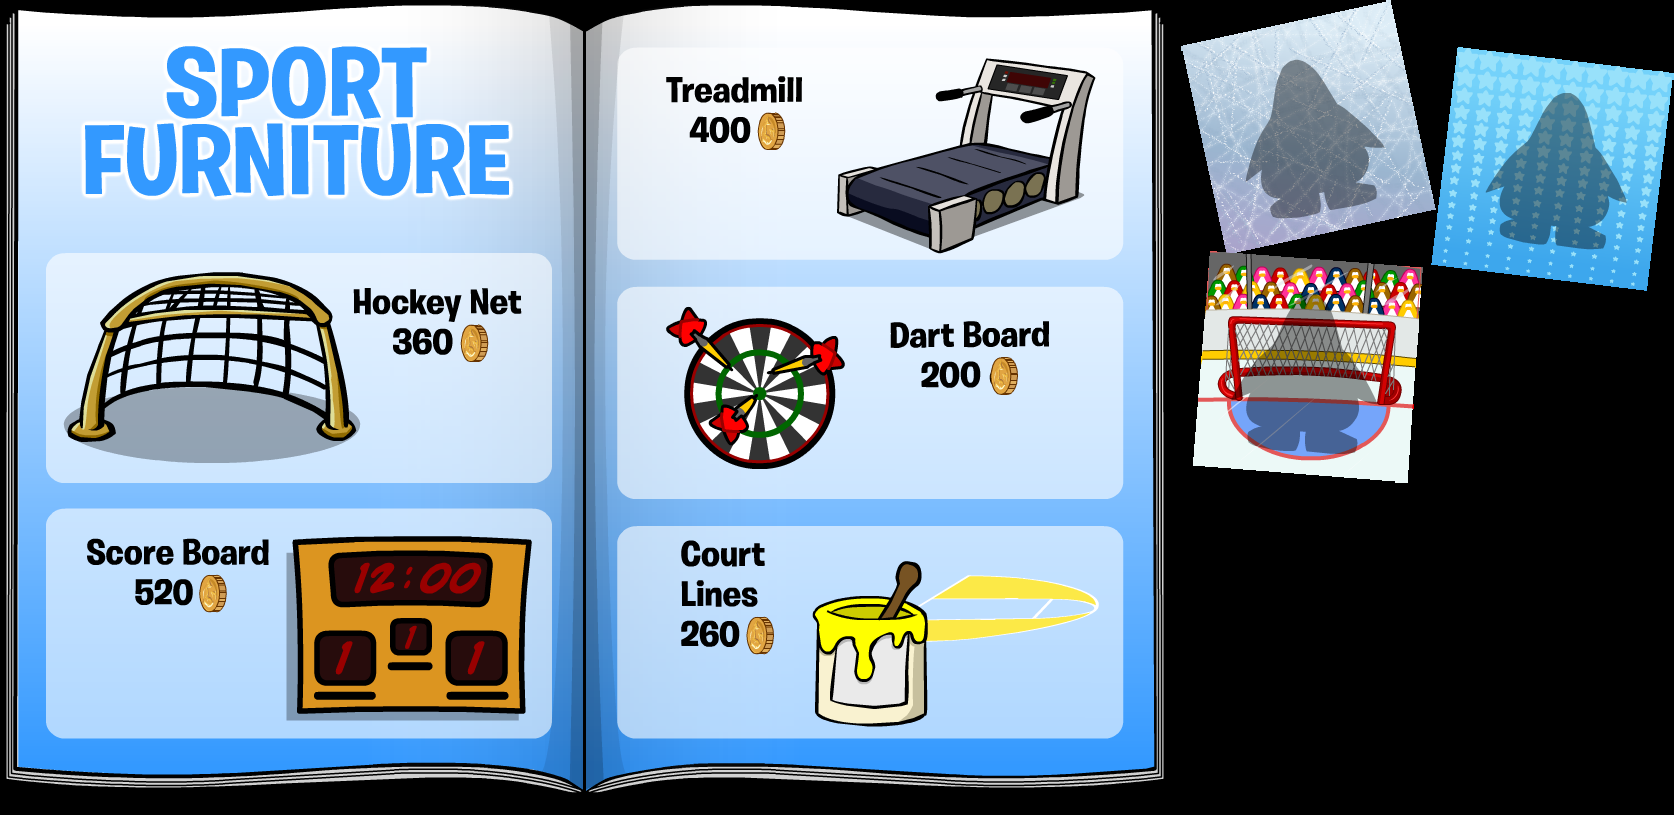 SPORT
FURNITURE
Hockey Net
360
Score Board
520
12:00
1
1
1
Treadmill
400
Dart Board
200
Court
Lines
260